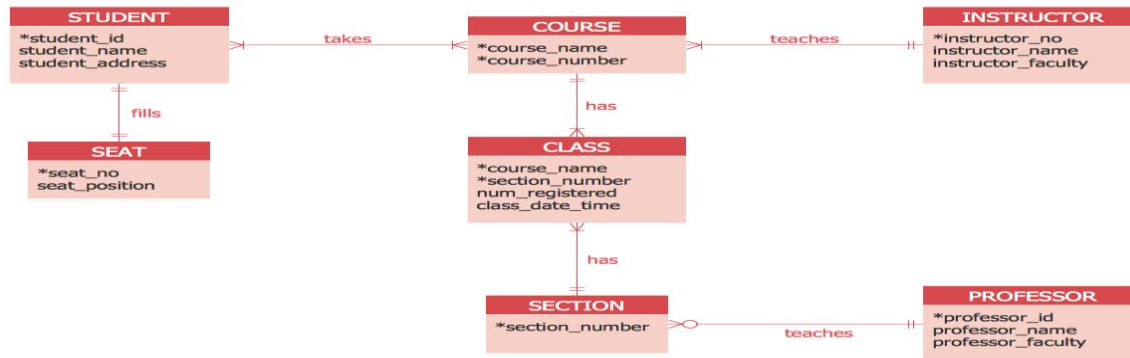 STUDENT
*student_id
student_name
student_address
takes
COURSE
*course_name
*course_number
teaches
INSTRUCTOR
*instructor_no
instructor_name
instructor_faculty
fills
has
SEAT
*seat_no
seat_position
CLASS
*course_name
*section_number
num_registered
class_date_time
has
SECTION
*section_number
teaches
PROFESSOR
*professor_id
professor_name
professor_faculty